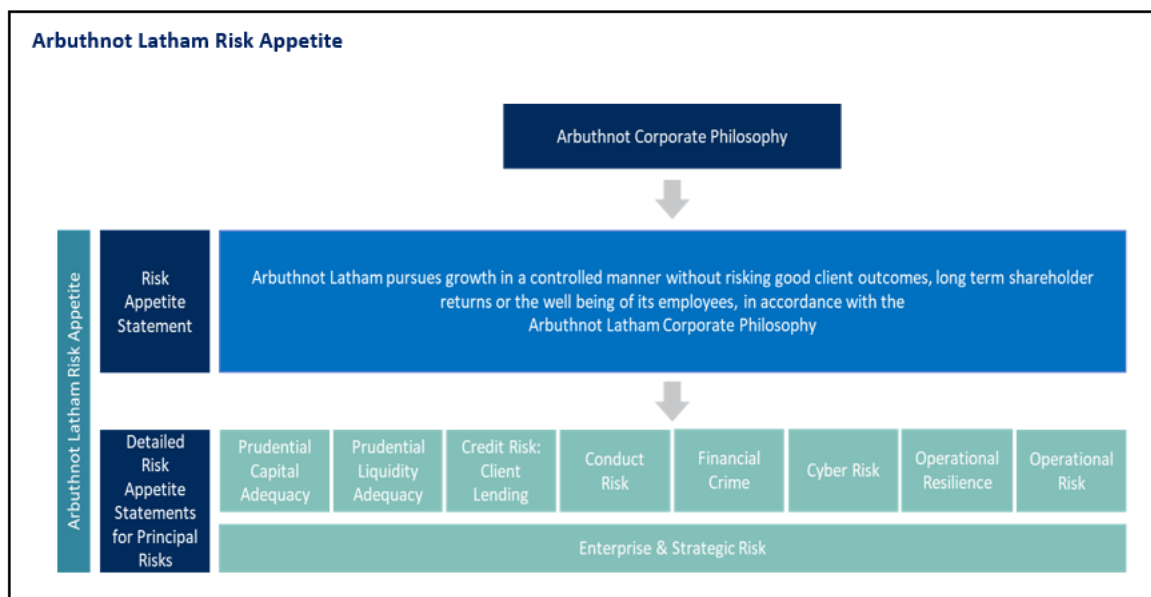 Arbuthnot Latham Risk Appetite
Arbuthnot Corporate Philosophy
Arbuthnot Latham Risk Appetite
Risk
Appetite
Statement
Arbuthnot Latham pursues growth in a controlled manner without risking good client outcomes, long term shareholder
returns or the well being of its employees, in accordance with the
Arbuthnot Latham Corporate Philosophy
Detailed
Risk
Appetite
Statements
for Principal
Risks
Prudential
Capital
Adequacy
Prudential
Liquidity
Adequacy
Credit Risk:
Client
Lending
Conduct
Risk
Financial
Crime
Cyber Risk
Operational
Resilience
Operational
Risk
Enterprise & Strategic Risk